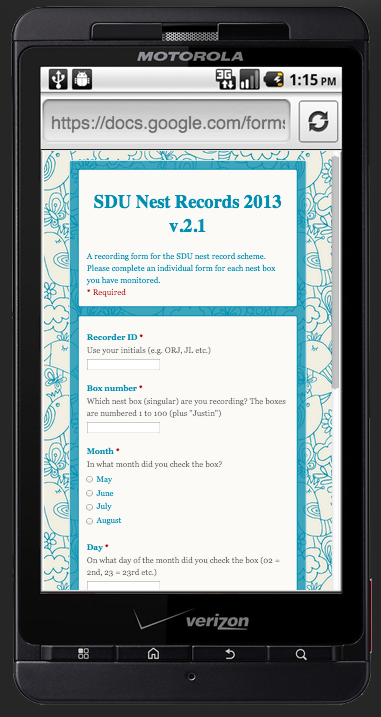 MOTOROLA
3G
1:15 PM
https://docs.google.com/forms
SDU Nest Records 2013
v.2.1
A recording form for the SDU nest record scheme.
Please complete an individual form for each nest box
you have monitored.
* Required
Recorder ID *
Use your initials (e.g. ORJ, JL etc.)
Box number *
Which nest box (singular) are you recording? The boxes
are numbered 1 to 100 (plus "Justin")
Month *
In what month did you check the box?
May
June
July
August
Day *
On what day of the month did you check the box (02 =
2nd, 23 = 23rd etc.)
verizon